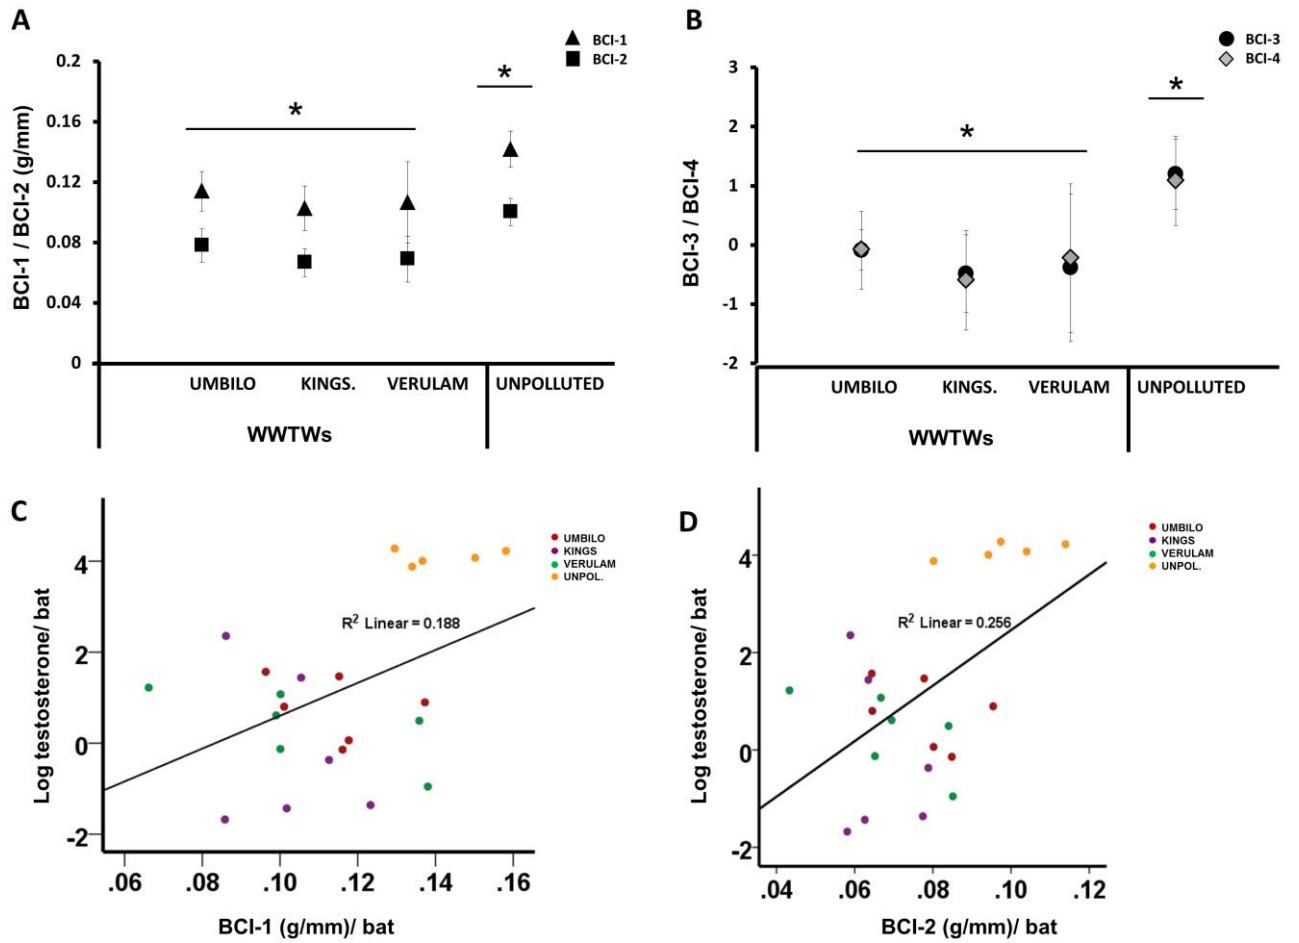 A
BCI-1
BCI-2
BCI-1 / BCI-2 (g/mm)
0.2
0.16
0.12
0.08
0.04
0
*
*
UMBILO KINGS. VERULAM UNPOLLUTED
WWTWs
B
BCI-3
BCI-4
BCI-3 / BCI-4
3
2
1
0
-1
-2
*
*
UMBILO KINGS. VERULAM UNPOLLUTED
WWTWs
C
Log testosterone/ bat
4
2
0
-2
R2 Linear = 0.188
UMBILO
KINGS
VERULAM
UNPOL.
.06 .08 .10 .12 .14 .16
BCI-1 (g/mm)/ bat
D
Log testosterone/ bat
4
2
0
-2
R2 Linear = 0.256
UMBILO
KINGS
VERULAM
UNPOL.
.04 .06 .08 .10 .12
BCI-2 (g/mm)/ bat